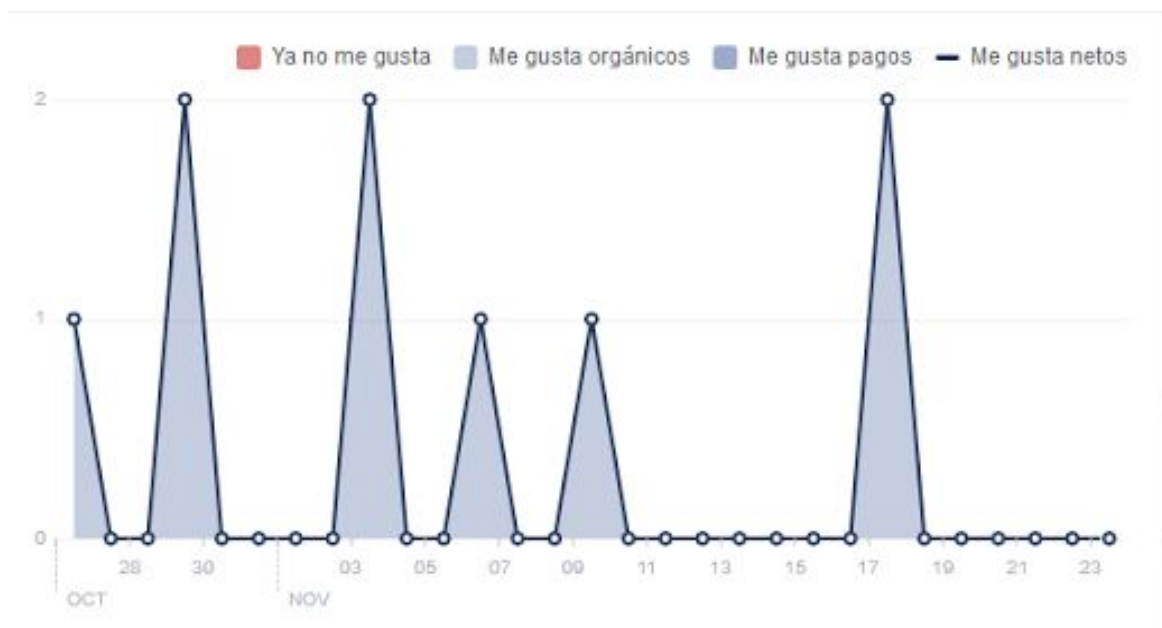 Ya no me gusta Me gusta orgánicos Me gusta pagos Me gusta netos
2
1
0
28 30 03 05 07 09 11 13 15 17 19 21 23
OCT NOV